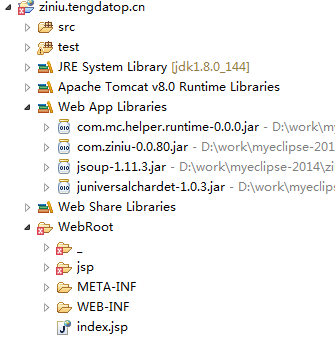 ziniu.tengdatop.cn
src
test
JRE System Library [jdk1.8.0_144]
Apache Tomcat v8.0 Runtime Libraries
Web App Libraries
com.mc.helper.runtime-0.0.0.jar - D:\work\mye
com.ziniu-0.0.80.jar - D:\work\myeclipse-201
jsoup-1.11.3.jar - D:\work\myeclipse-2014\zi
juniversalchardet-1.0.3.jar - D:\work\myeclips
Web Share Libraries
WebRoot
_
jsp
META-INF
WEB-INF
index.jsp